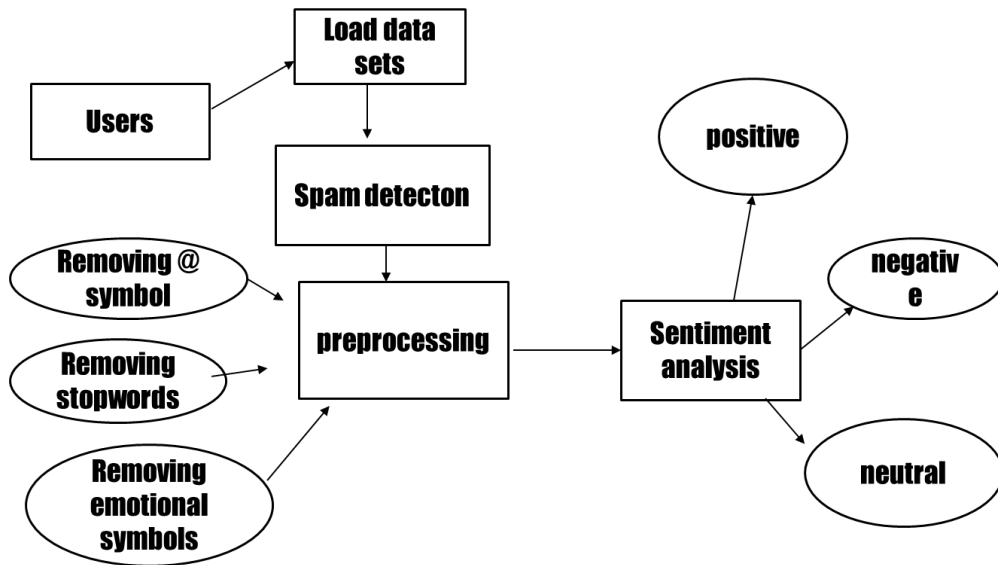 Load data
sets
Users
Spam detecton
positive
Removing @
symbol
negativ
e
preprocessing
Sentiment
analysis
Removing
stopwords
Removing
emotional
symbols
neutral